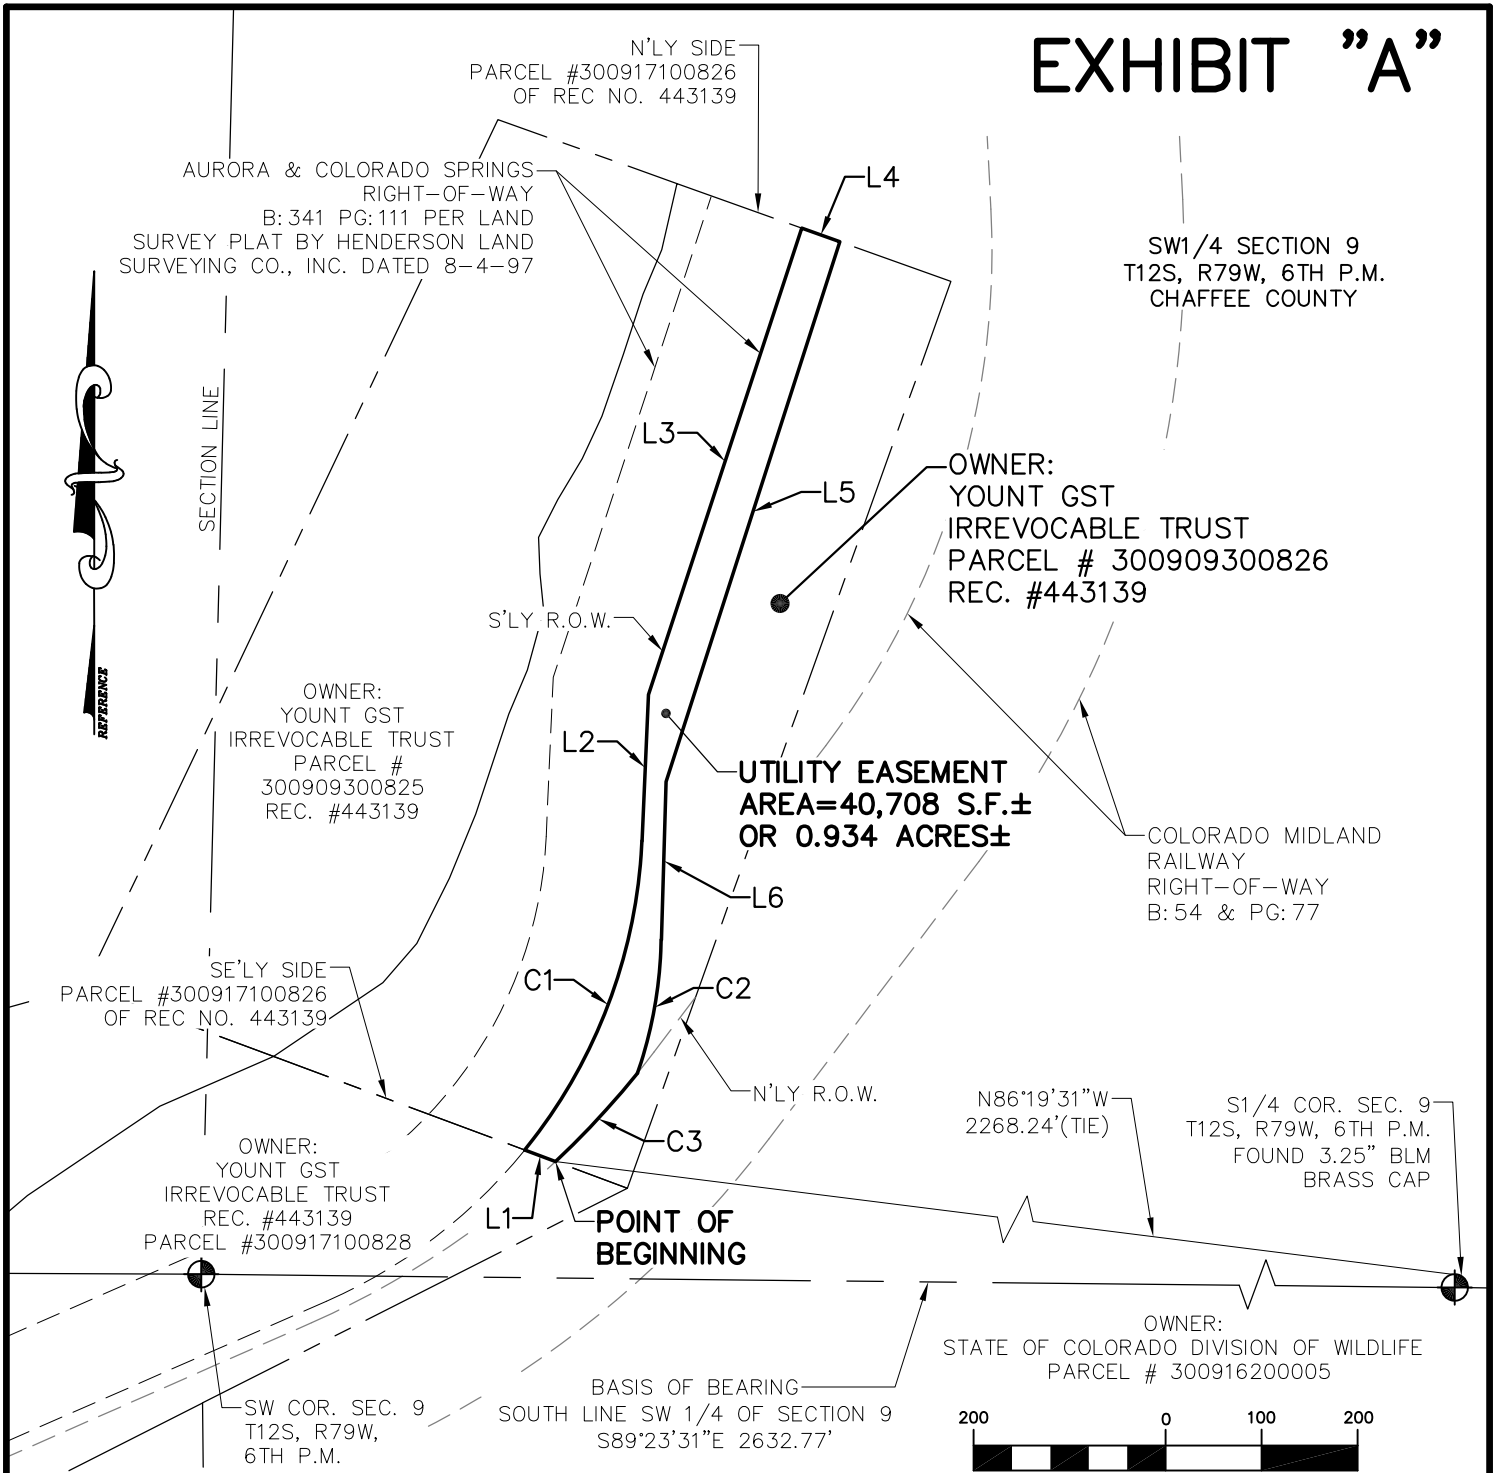 EXHIBIT "A"
N'LY SIDE
PARCEL #300917100826
OF REC NO. 443139
AURORA & COLORADO SPRINGS
RIGHT-OF-WAY
B:341 PG:111 PER LAND
SURVEY PLAT BY HENDERSON LAND
SURVEYING CO., INC. DATED 8-4-97
L4
SW1/4 SECTION 9
T12S, R79W, 6TH P.M.
CHAFFEE COUNTY
SECTION LINE
REFERENCE
L3
L5
OWNER:
YOUNT GST
IRREVOCABLE TRUST
PARCEL # 300909300826
REC. #443139
S'LY R.O.W.
OWNER:
YOUNT GST
IRREVOCABLE TRUST
PARCEL #
300909300825
REC. #443139
L2
UTILITY EASEMENT
AREA=40,708 S.F.±
OR 0.934 ACRES±
COLORADO MIDLAND
RAILWAY
RIGHT-OF-WAY
B:54 & PG:77
L6
SE'LY SIDE
PARCEL #300917100826
OF REC NO. 443139
C1
C2
N'LY R.O.W.
N86°19'31"W
2268.24'(TIE)
S1/4 COR. SEC. 9
T12S, R79W, 6TH P.M.
FOUND 3.25" BLM
BRASS CAP
C3
OWNER:
YOUNT GST
IRREVOCABLE TRUST
REC. #443139
PARCEL #300917100828
L1
POINT OF
BEGINNING
OWNER:
STATE OF COLORADO DIVISION OF WILDLIFE
PARCEL # 300916200005
BASIS OF BEARING
SOUTH LINE SW 1/4 OF SECTION 9
S89°23'31"E 2632.77'
SW COR. SEC. 9
T12S, R79W,
6TH P.M.
200 0 100 200